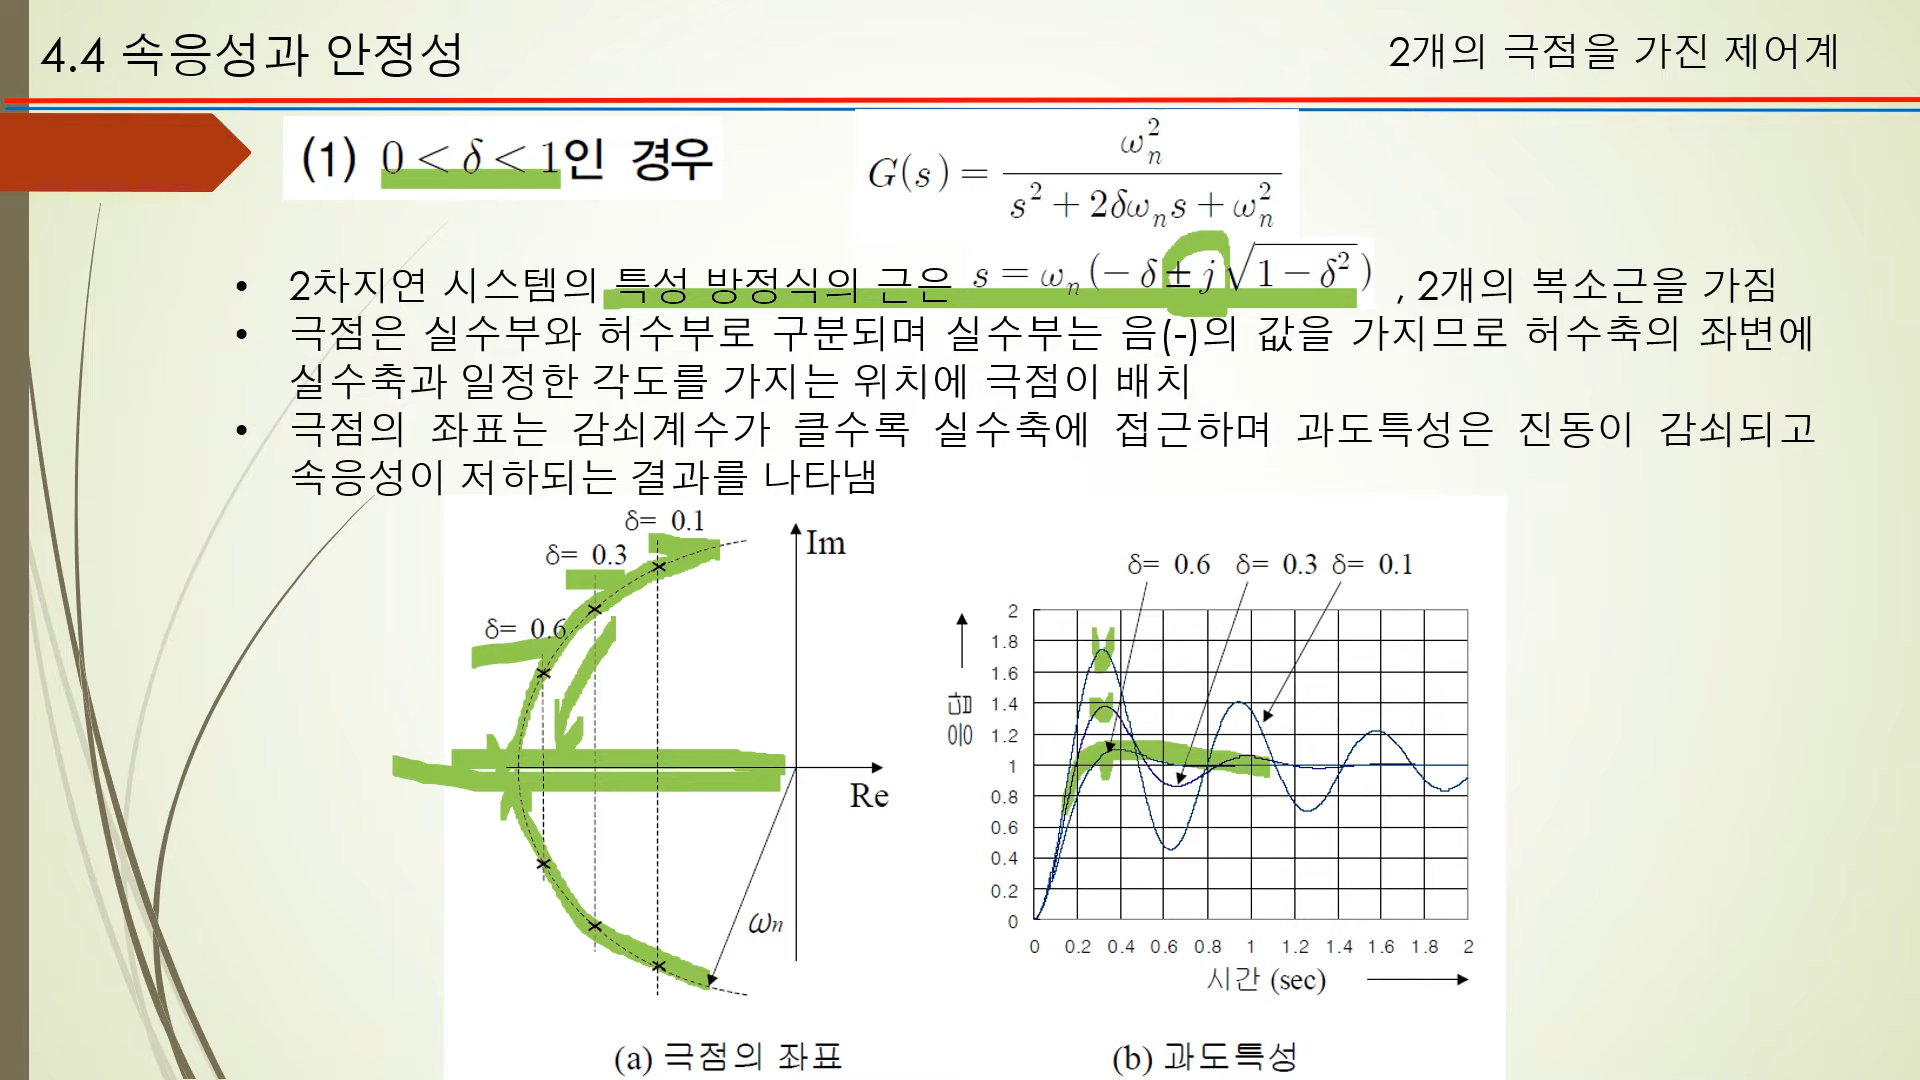 4.4 속응성과 안정성
2개의 극점을 가진 제어계
(1) 0 < δ < 1인 경우
G(s) = ω_n^2 / (s^2 + 2δω_n s + ω_n^2)
• 2차지연 시스템의 특성 방정식의 근은 s = ω_n (− δ ± j√(1 − δ^2)) , 2개의 복소근을 가짐
• 극점은 실수부와 허수부로 구분되며 실수부는 음(-)의 값을 가지므로 허수축의 좌변에
실수축과 일정한 각도를 가지는 위치에 극점이 배치
• 극점의 좌표는 감쇠계수가 클수록 실수축에 접근하며 과도특성은 진동이 감쇠되고
속응성이 저하되는 결과를 나타냄
δ= 0.1
δ= 0.3
δ= 0.6
Im
Re
ωn
(a) 극점의 좌표
δ= 0.6 δ= 0.3 δ= 0.1
응답
2
1.8
1.6
1.4
1.2
1
0.8
0.6
0.4
0.2
0
0 0.2 0.4 0.6 0.8 1 1.2 1.4 1.6 1.8 2
시간 (sec)
(b) 과도특성